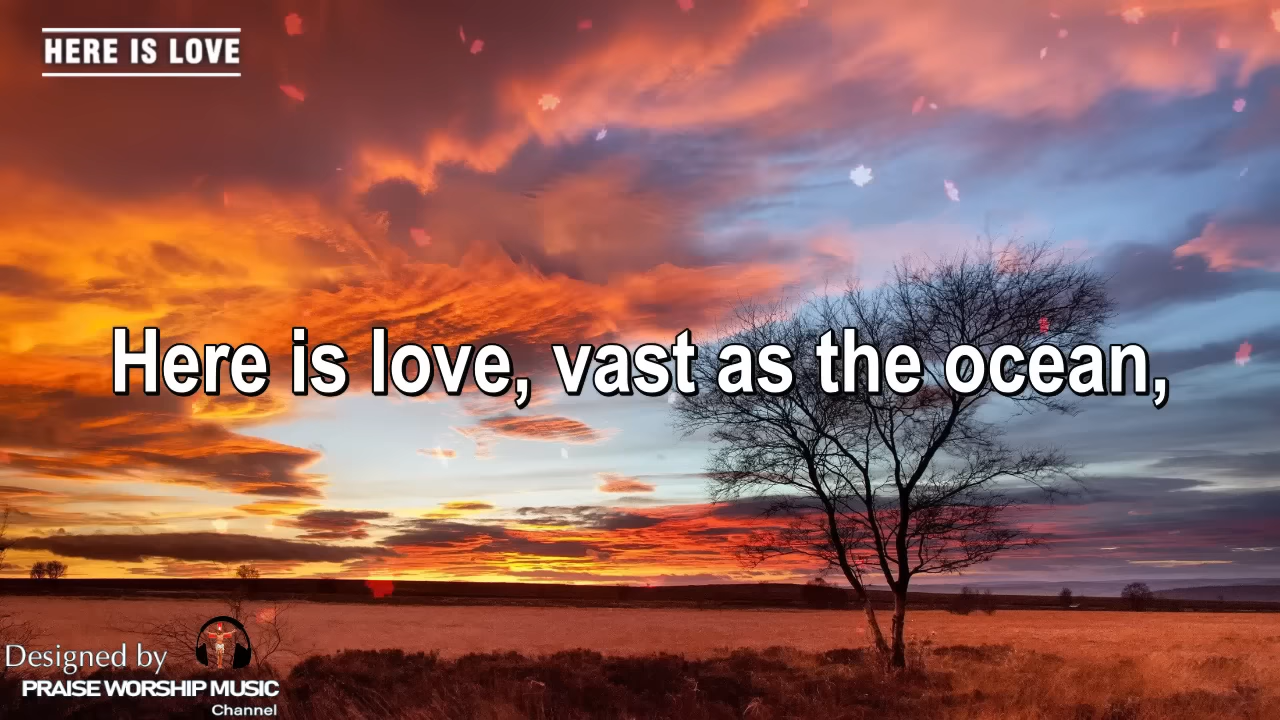 HERE IS LOVE
Here is love, vast as the ocean,
Designed by
PRAISE WORSHIP MUSIC
Channel